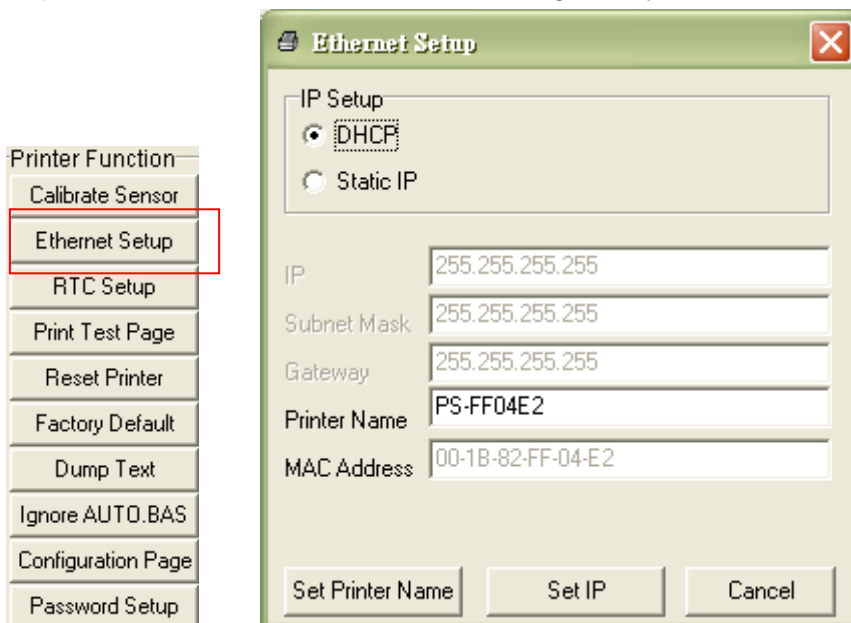 Printer Function
Calibrate Sensor
Ethernet Setup
RTC Setup
Print Test Page
Reset Printer
Factory Default
Dump Text
Ignore AUTO.BAS
Configuration Page
Password Setup
Ethernet Setup
IP Setup
DHCP
Static IP
IP 255.255.255.255
Subnet Mask 255.255.255.255
Gateway 255.255.255.255
Printer Name PS-FF04E2
MAC Address 00-1B-82-FF-04-E2
Set Printer Name Set IP Cancel